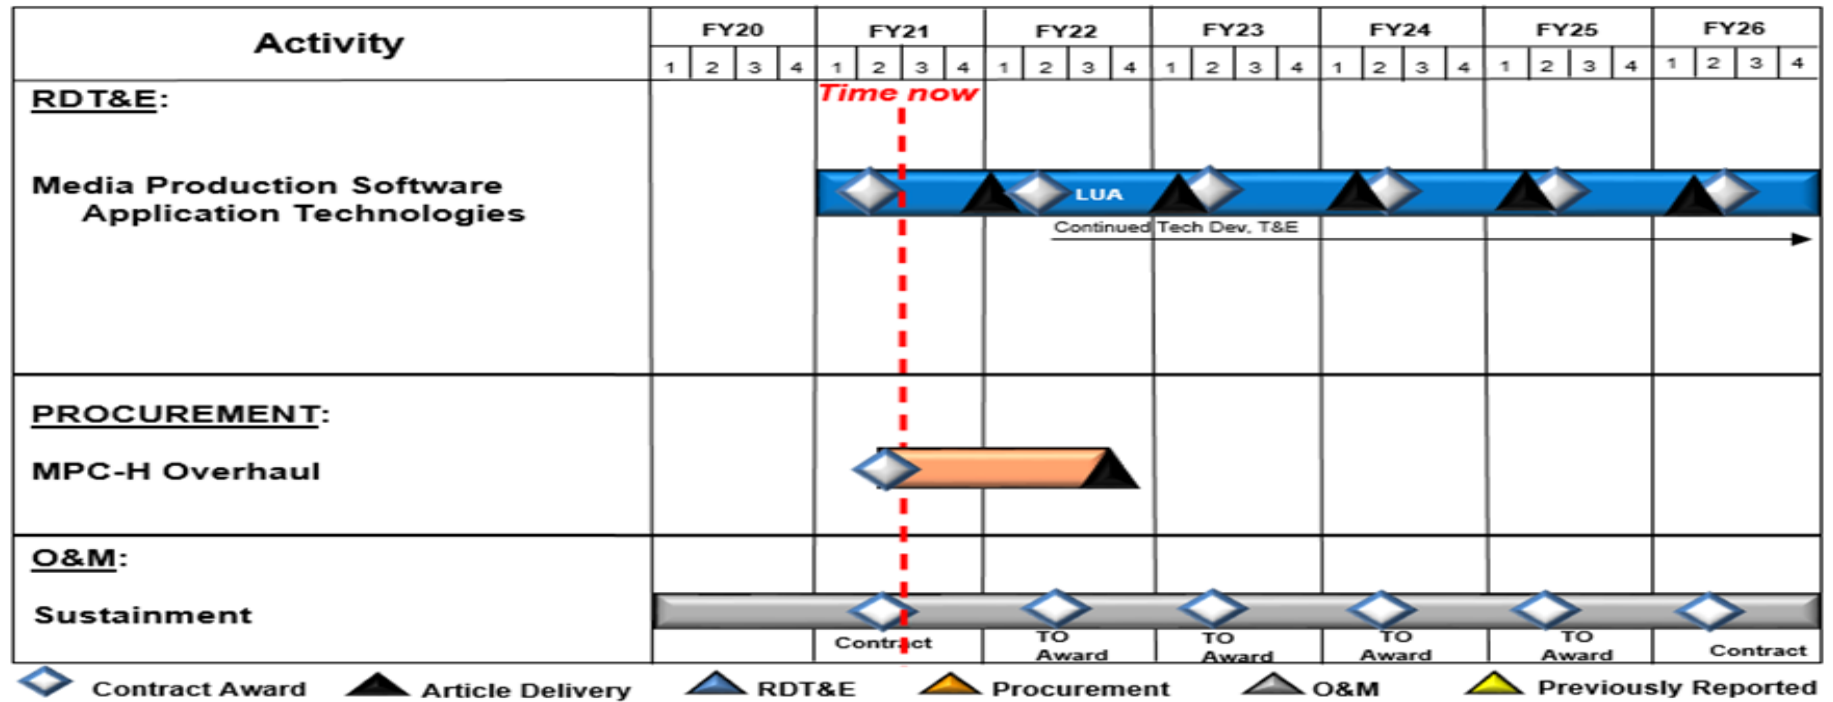 Activity
FY20 FY21 FY22 FY23 FY24 FY25 FY26
1 2 3 4 1 2 3 4 1 2 3 4 1 2 3 4 1 2 3 4 1 2 3 4 1 2 3 4
RDT&E:
Time now
Media Production Software
Application Technologies
LUA
Continued Tech Dev, T&E
PROCUREMENT:
MPC-H Overhaul
O&M:
Sustainment
Contract
TO
Award
TO
Award
TO
Award
TO
Award
Contract
Contract Award
Article Delivery
RDT&E
Procurement
O&M
Previously Reported